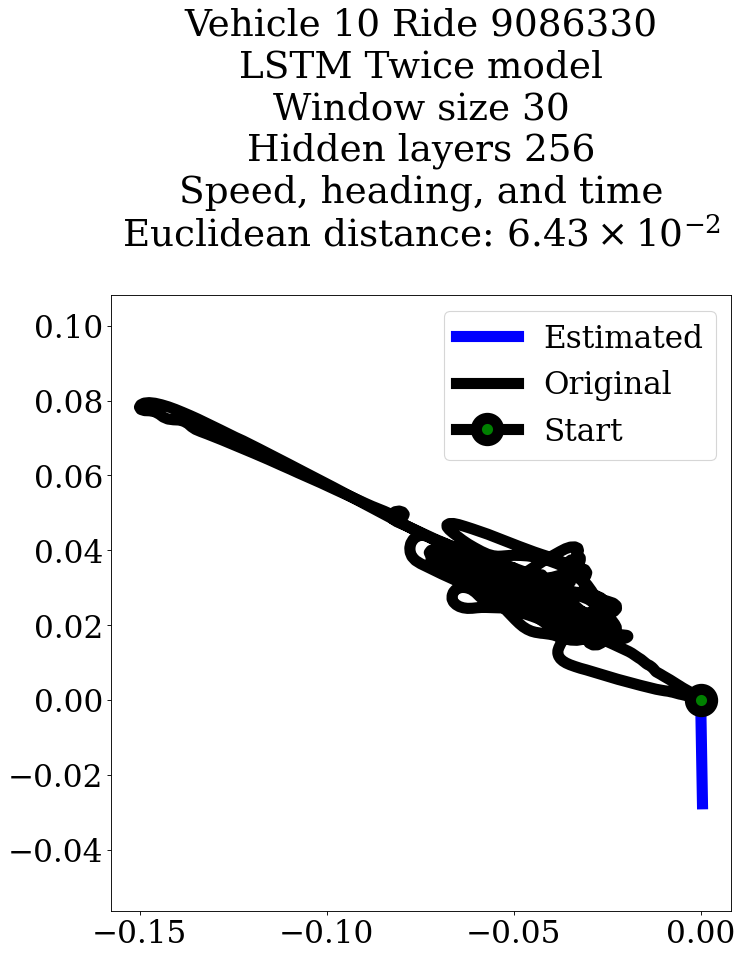 Vehicle 10 Ride 9086330
LSTM Twice model
Window size 30
Hidden layers 256
Speed, heading, and time
Euclidean distance: 6.43 × 10⁻²
Estimated
Original
Start
0.10
0.08
0.06
0.04
0.02
0.00
−0.02
−0.04
−0.15 −0.10 −0.05 0.00